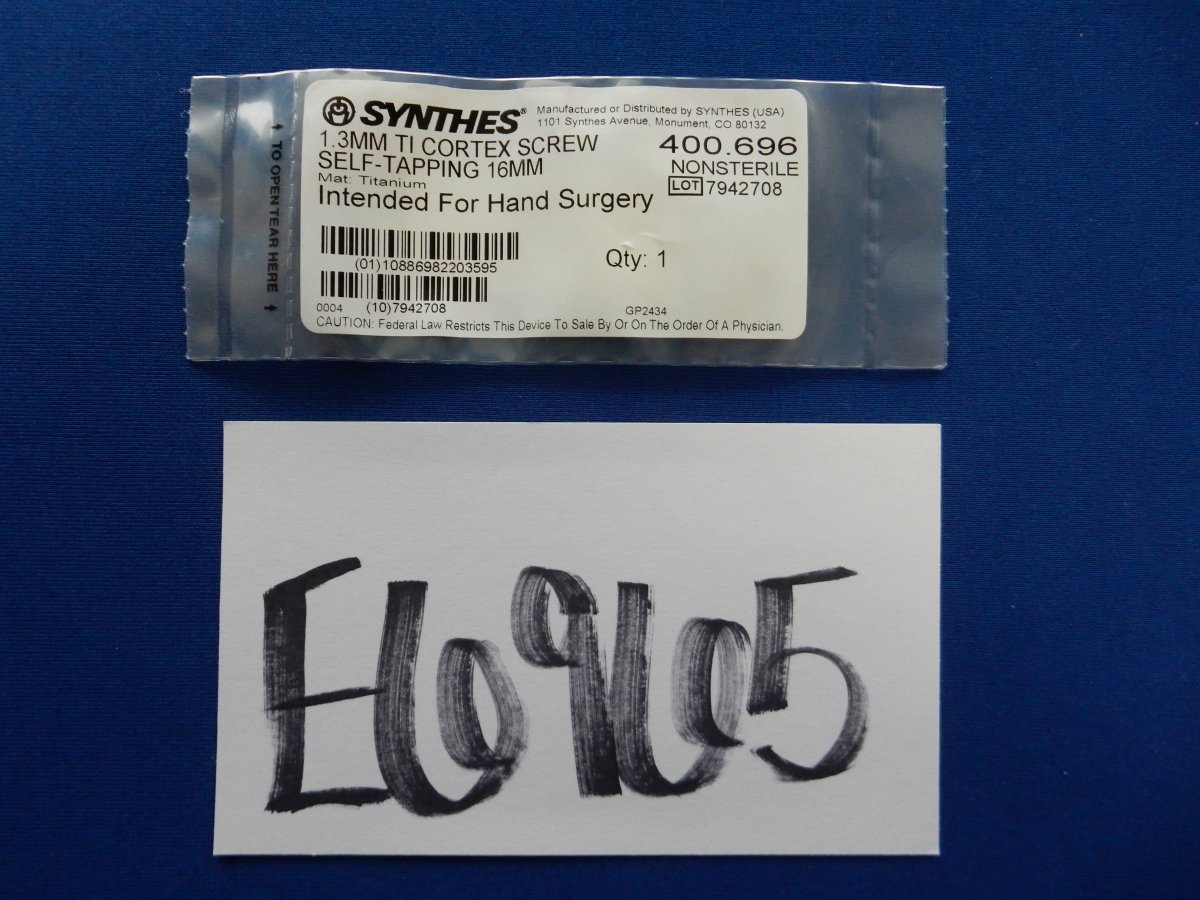 SYNTHES® Manufactured or Distributed by SYNTHES (USA)
1101 Synthes Avenue, Monument, CO 80132
1.3MM TI CORTEX SCREW 400.696
SELF-TAPPING 16MM NONSTERILE
Mat: Titanium LOT 7942708
Intended For Hand Surgery
(01)10886982203595 Qty: 1
0004 (10)7942708 GP2434
CAUTION: Federal Law Restricts This Device To Sale By Or On The Order Of A Physician.
TO OPEN TEAR HERE
E6965